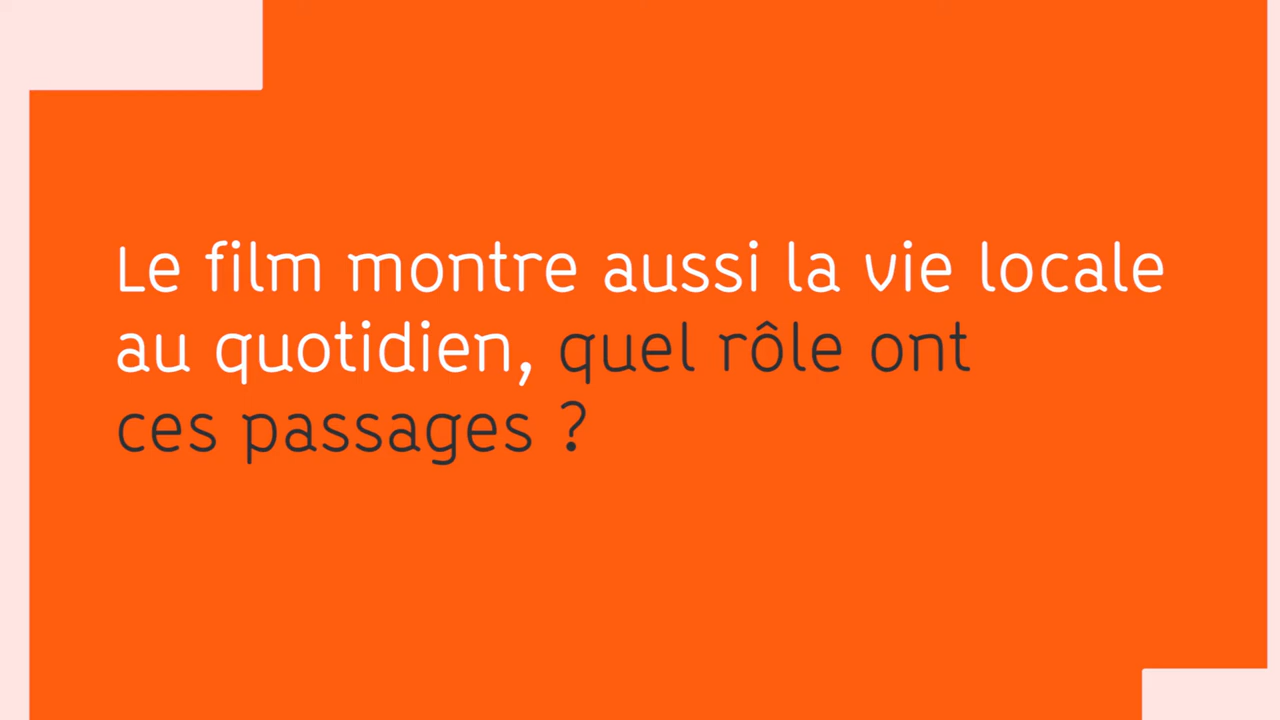 Le film montre aussi la vie locale
au quotidien, quel rôle ont
ces passages ?